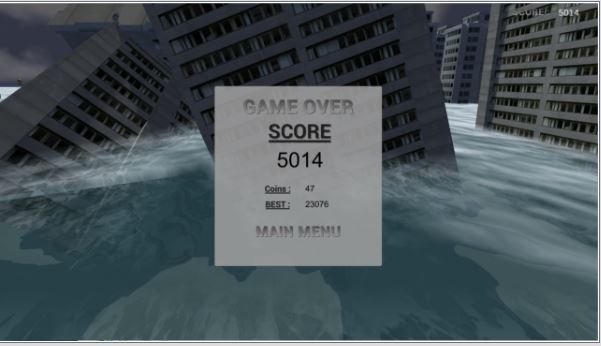 SCORE: 5014
GAME OVER
SCORE
5014
Coins : 47
BEST : 23076
MAIN MENU